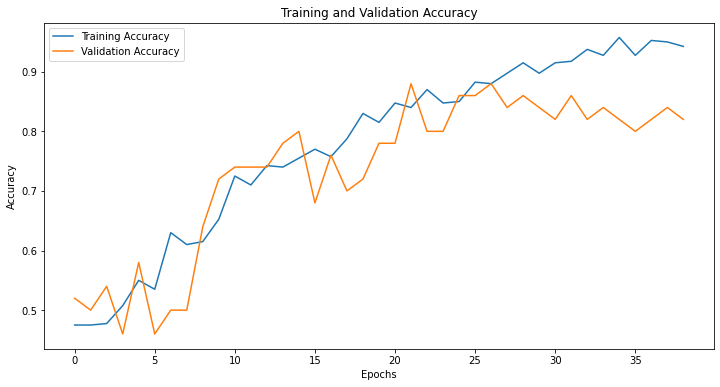 Training and Validation Accuracy
Training Accuracy
Validation Accuracy
0.9
0.8
0.7
0.6
0.5
Accuracy
0
5
10
15
20
25
30
35
Epochs